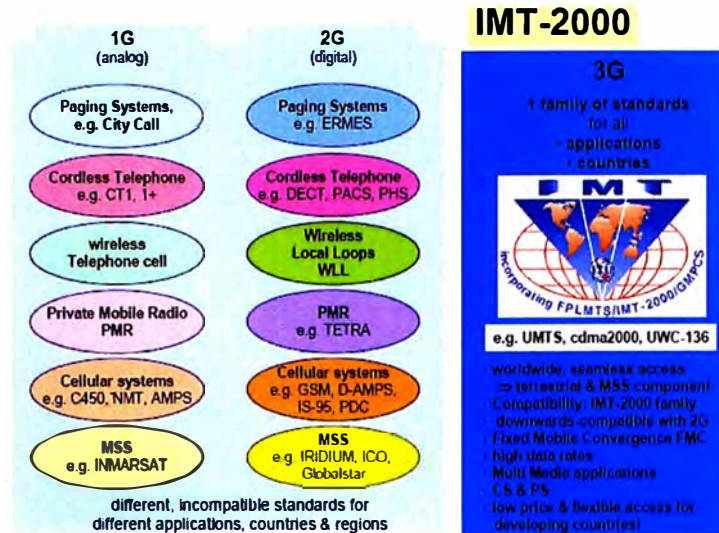 IMT-2000
1G
(analog)
Paging Systems,
e.g. City Call
Cordless Telephone
e.g. CT1, 1+
wireless
Telephone cell
Private Mobile Radio
PMR
Cellular systems
e.g. C450, NMT, AMPS
MSS
e.g. INMARSAT
2G
(digital)
Paging Systems
e.g. ERMES
Cordless Telephone
e.g. DECT, PACS, PHS
Wireless
Local Loops
WLL
PMR
e.g. TETRA
Cellular systems
e.g. GSM, D-AMPS,
IS-95, PDC
MSS
e.g. IRIDIUM, ICO,
Globalstar
different, incompatible standards for
different applications, countries & regions
3G
1 family of standards
for all
· applications
· countries
IMT
ITU
incorporating FPLMTS/IMT-2000/GMPCS
e.g. UMTS, cdma2000, UWC-136
· worldwide, seamless access
⇒ terrestrial & MSS component
· Compatibility: IMT-2000 family
· downwards-compatible with 2G
· Fixed Mobile Convergence FMC
· high data rates
· Multi Media applications
· CS & PS
· low price & flexible access for
developing countries!